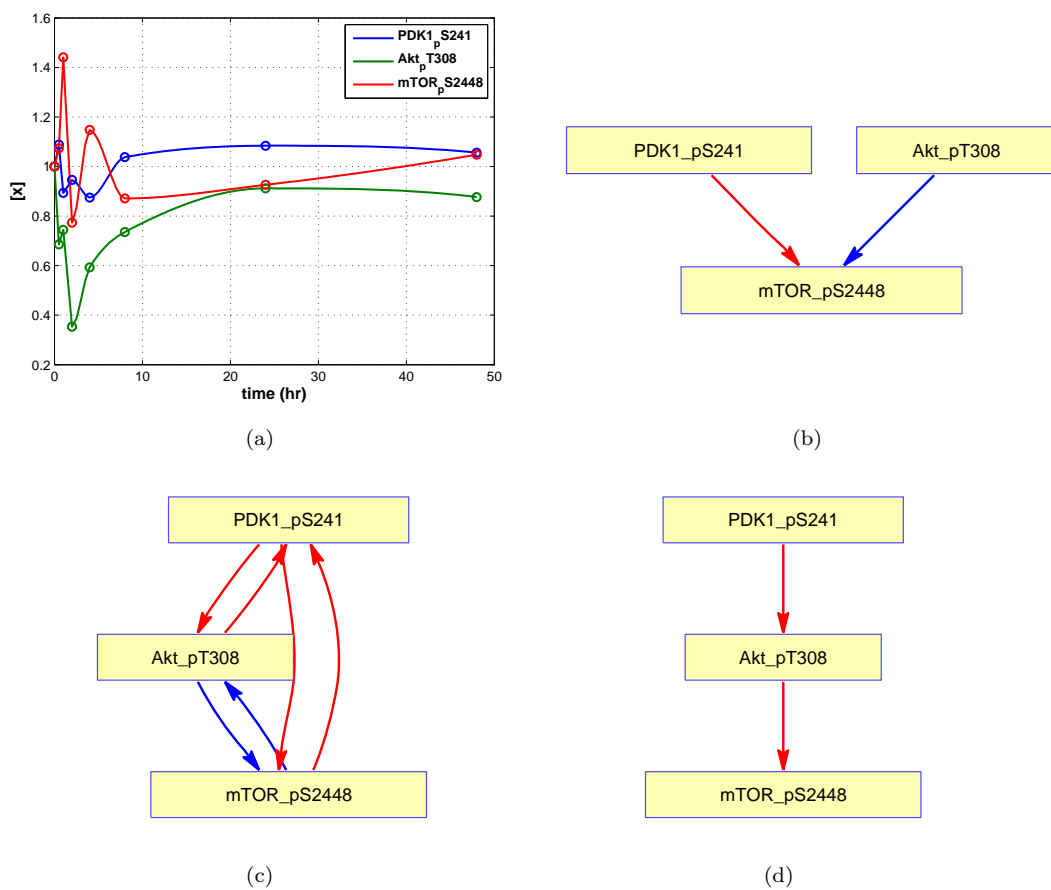 1.6
1.4
1.2
1
0.8
0.6
0.4
0.2
[x]
0 10 20 30 40 50
time (hr)
PDK1_pS241
Akt_pT308
mTOR_pS2448
(a)
PDK1_pS241 Akt_pT308
mTOR_pS2448
(b)
PDK1_pS241
Akt_pT308
mTOR_pS2448
(c)
PDK1_pS241
Akt_pT308
mTOR_pS2448
(d)